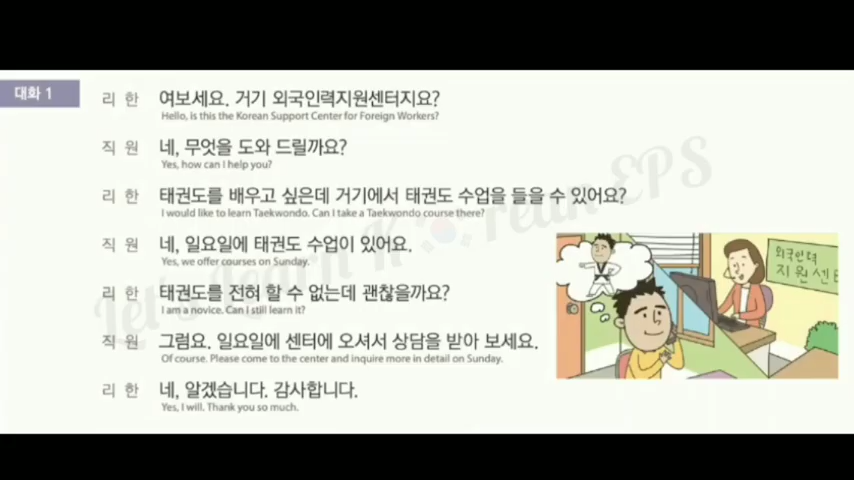 대화 1
리 한 여보세요. 거기 외국인력지원센터지요?
Hello, is this the Korean Support Center for Foreign Workers?
직 원 네, 무엇을 도와 드릴까요?
Yes, how can I help you?
리 한 태권도를 배우고 싶은데 거기에서 태권도 수업을 들을 수 있어요?
I would like to learn Taekwondo. Can I take a Taekwondo course there?
직 원 네, 일요일에 태권도 수업이 있어요.
Yes, we offer courses on Sunday.
리 한 태권도를 전혀 할 수 없는데 괜찮을까요?
I am a novice. Can I still learn it?
직 원 그럼요. 일요일에 센터에 오셔서 상담을 받아 보세요.
Of course. Please come to the center and inquire more in detail on Sunday.
리 한 네, 알겠습니다. 감사합니다.
Yes, I will. Thank you so much.
외국인력
지원센터
Let's Learn Korean EPS